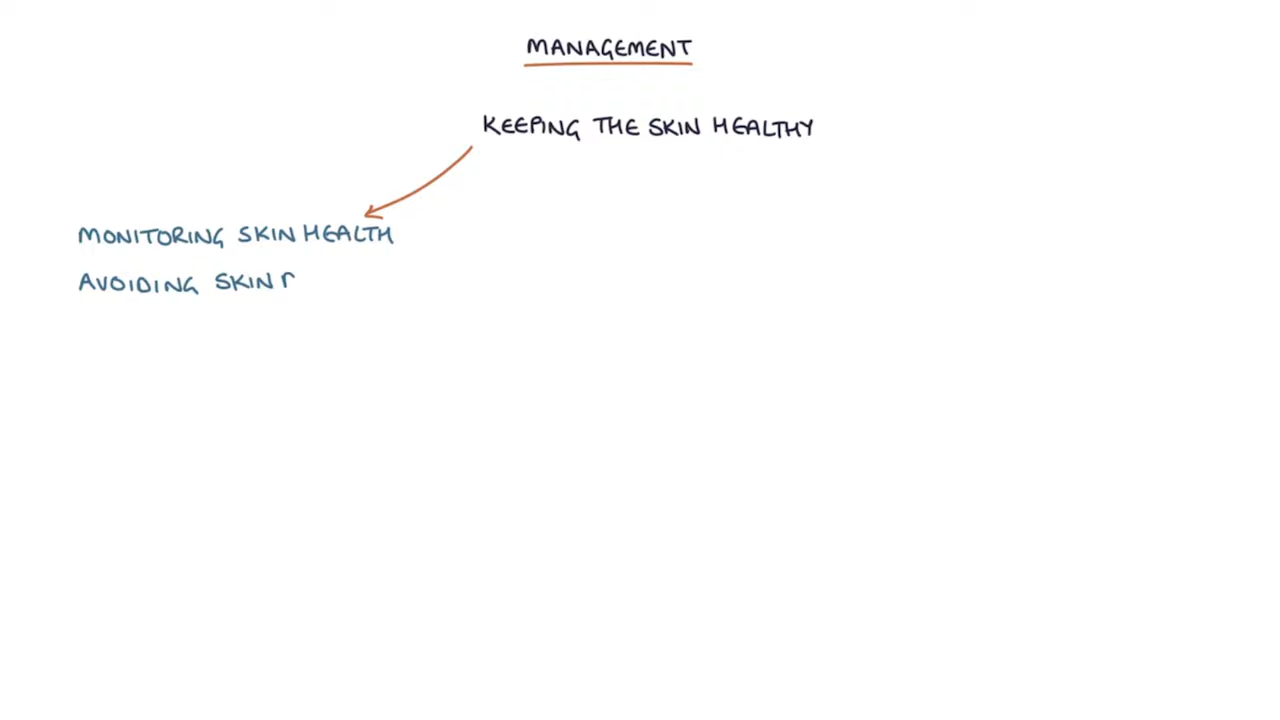 MANAGEMENT
KEEPING THE SKIN HEALTHY
MONITORING SKIN HEALTH
AVOIDING SKIN